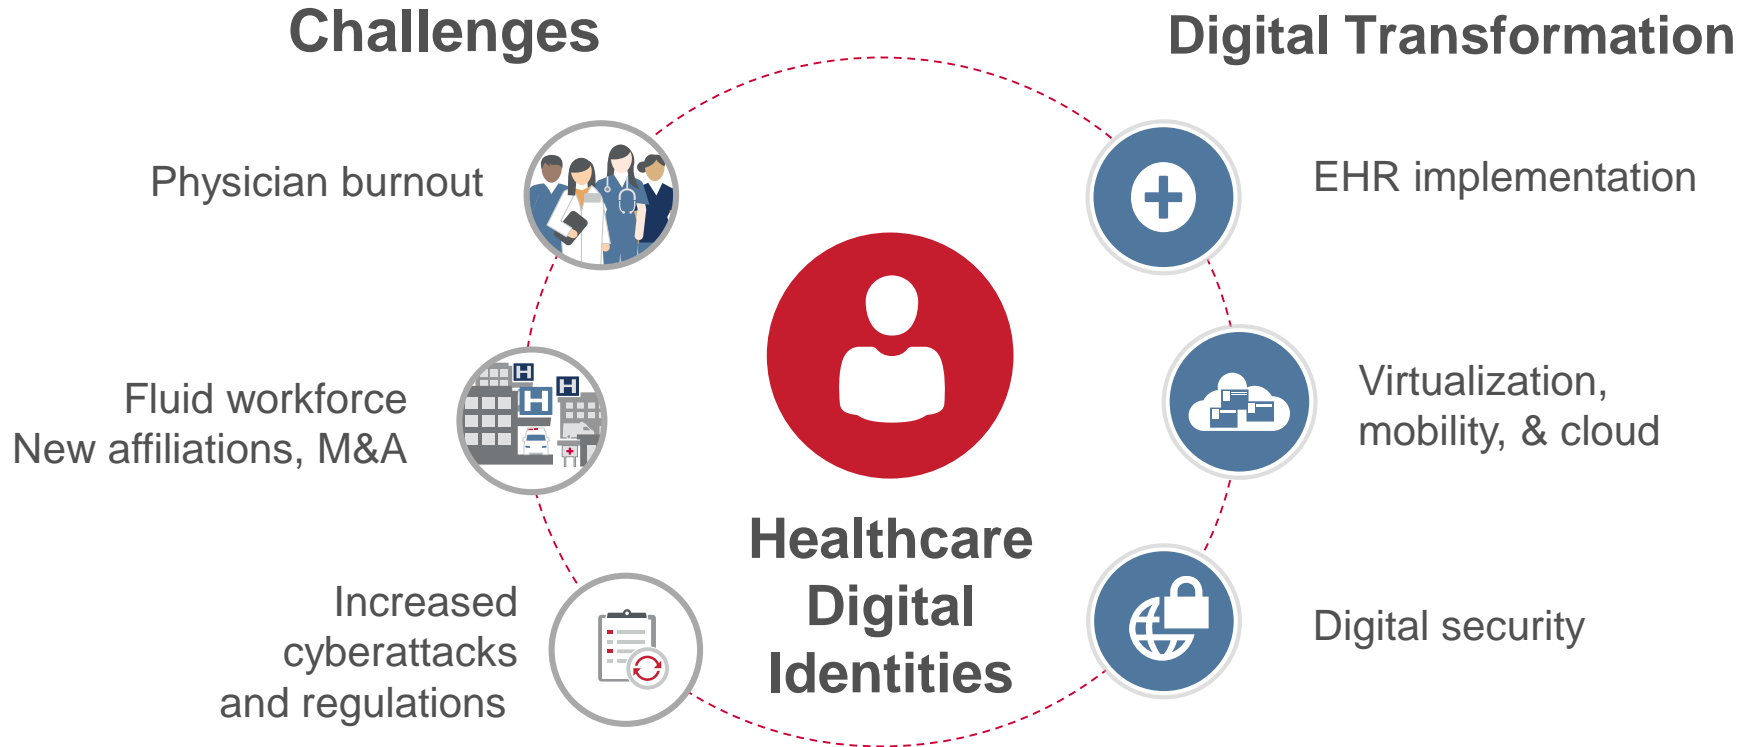 Challenges
Physician burnout
Fluid workforce
New affiliations, M&A
Increased
cyberattacks
and regulations
H
H
H
Healthcare
Digital
Identities
Digital Transformation
EHR implementation
Virtualization,
mobility, & cloud
Digital security